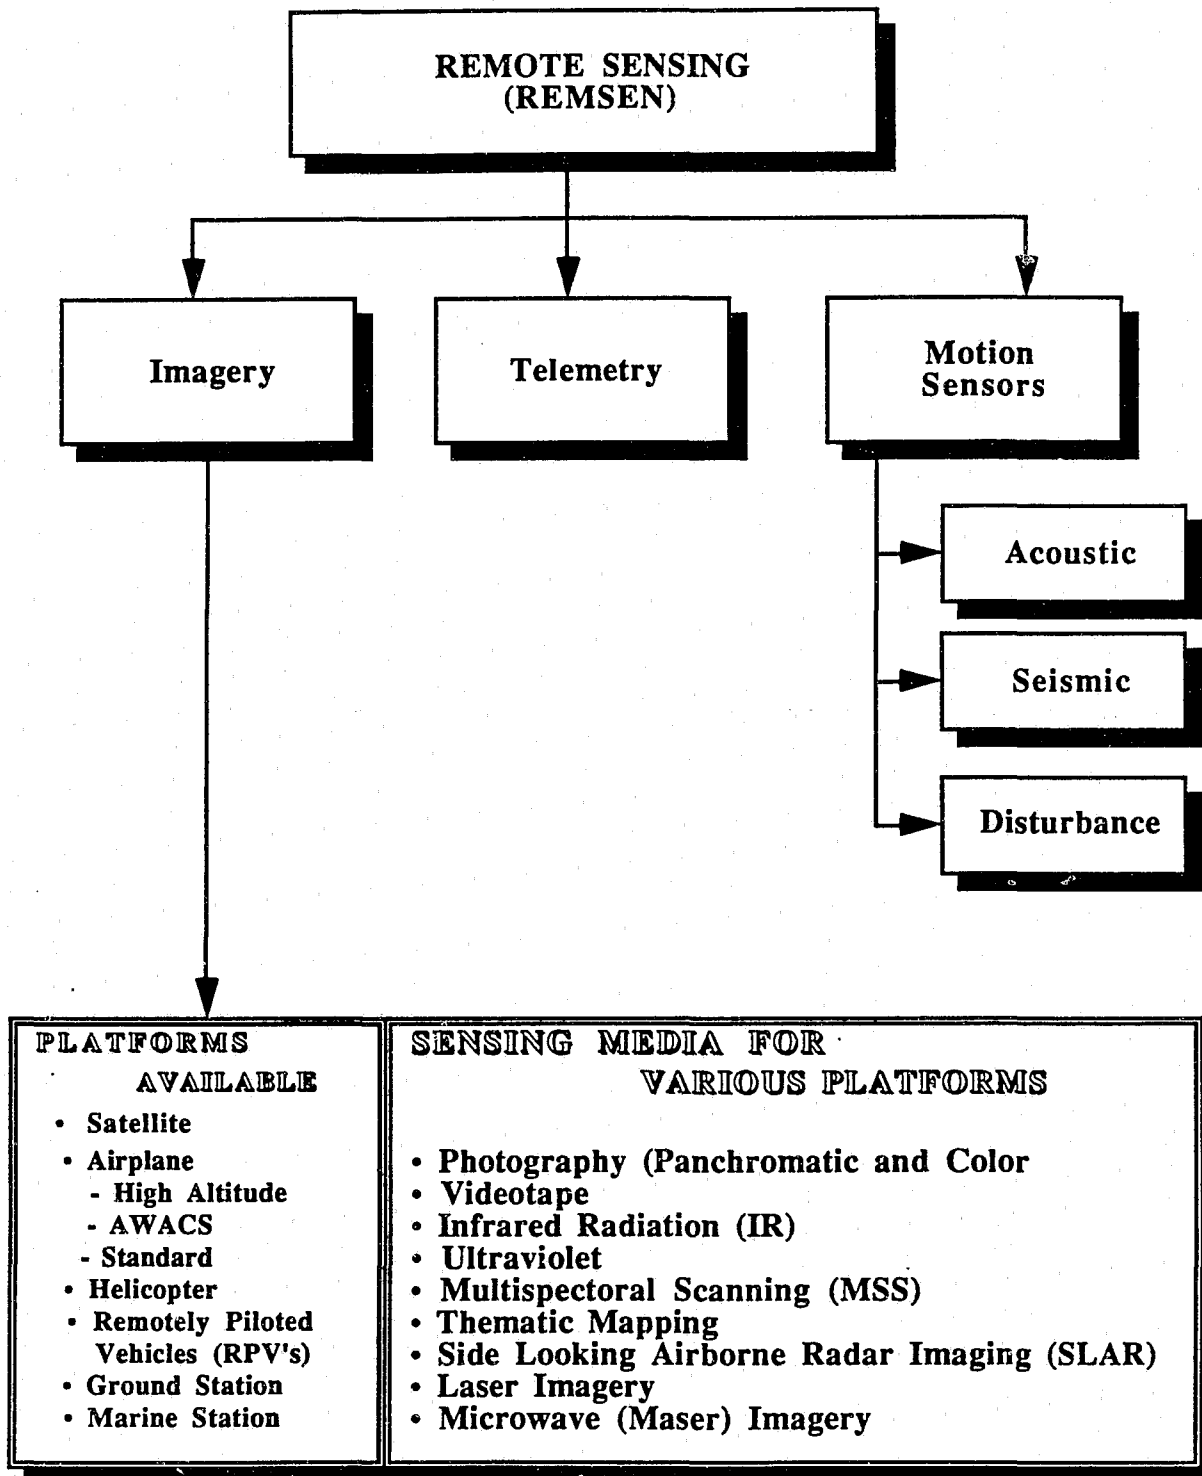 REMOTE SENSING
(REMSEN)
Imagery
Telemetry
Motion
Sensors
Acoustic
Seismic
Disturbance
PLATFORMS
AVAILABLE
• Satellite
• Airplane
- High Altitude
- AWACS
- Standard
• Helicopter
• Remotely Piloted
Vehicles (RPV's)
• Ground Station
• Marine Station
SENSING MEDIA FOR
VARIOUS PLATFORMS
• Photography (Panchromatic and Color
• Videotape
• Infrared Radiation (IR)
• Ultraviolet
• Multispectoral Scanning (MSS)
• Thematic Mapping
• Side Looking Airborne Radar Imaging (SLAR)
• Laser Imagery
• Microwave (Maser) Imagery